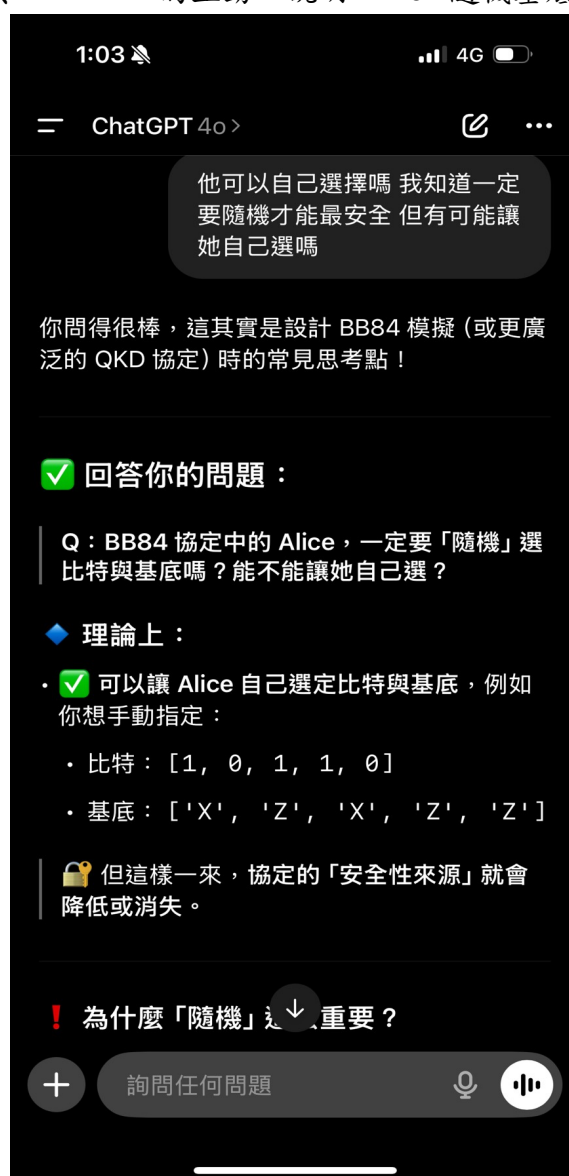 1:03
4G
ChatGPT 4o >
他可以自己選擇嗎 我知道一定
要隨機才能最安全 但有可能讓
她自己選嗎
你問得很棒，這其實是設計 BB84 模擬（或更廣
泛的 QKD 協定）時的常見思考點！
✅ 回答你的問題：
Q：BB84 協定中的 Alice，一定要「隨機」選
比特與基底嗎？能不能讓她自己選？
🔷 理論上：
• ✅ 可以讓 Alice 自己選定比特與基底，例如
你想手動指定：
• 比特：[1, 0, 1, 1, 0]
• 基底：['X', 'Z', 'X', 'Z', 'Z']
🔐 但這樣一來，協定的「安全性來源」就會
降低或消失。
❗ 為什麼「隨機」重要？
詢問任何問題